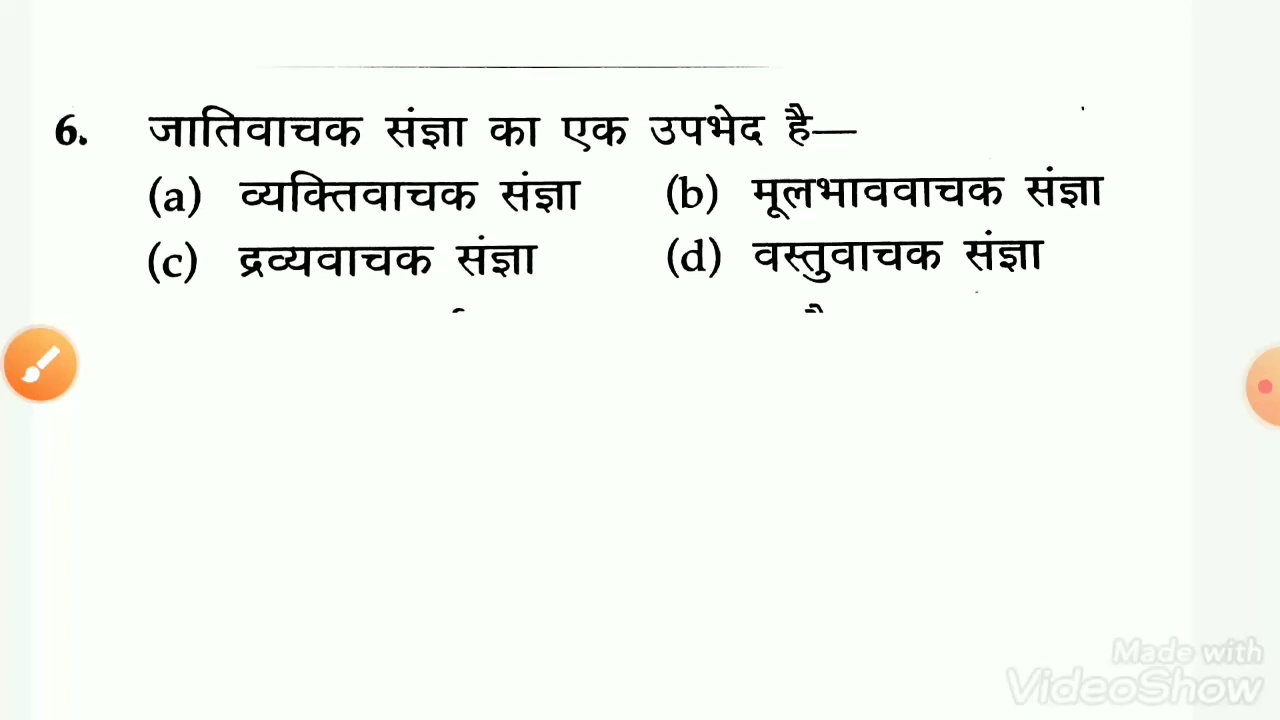 6. जातिवाचक संज्ञा का एक उपभेद है—
(a) व्यक्तिवाचक संज्ञा (b) मूलभाववाचक संज्ञा
(c) द्रव्यवाचक संज्ञा (d) वस्तुवाचक संज्ञा
Made with
VideoShow